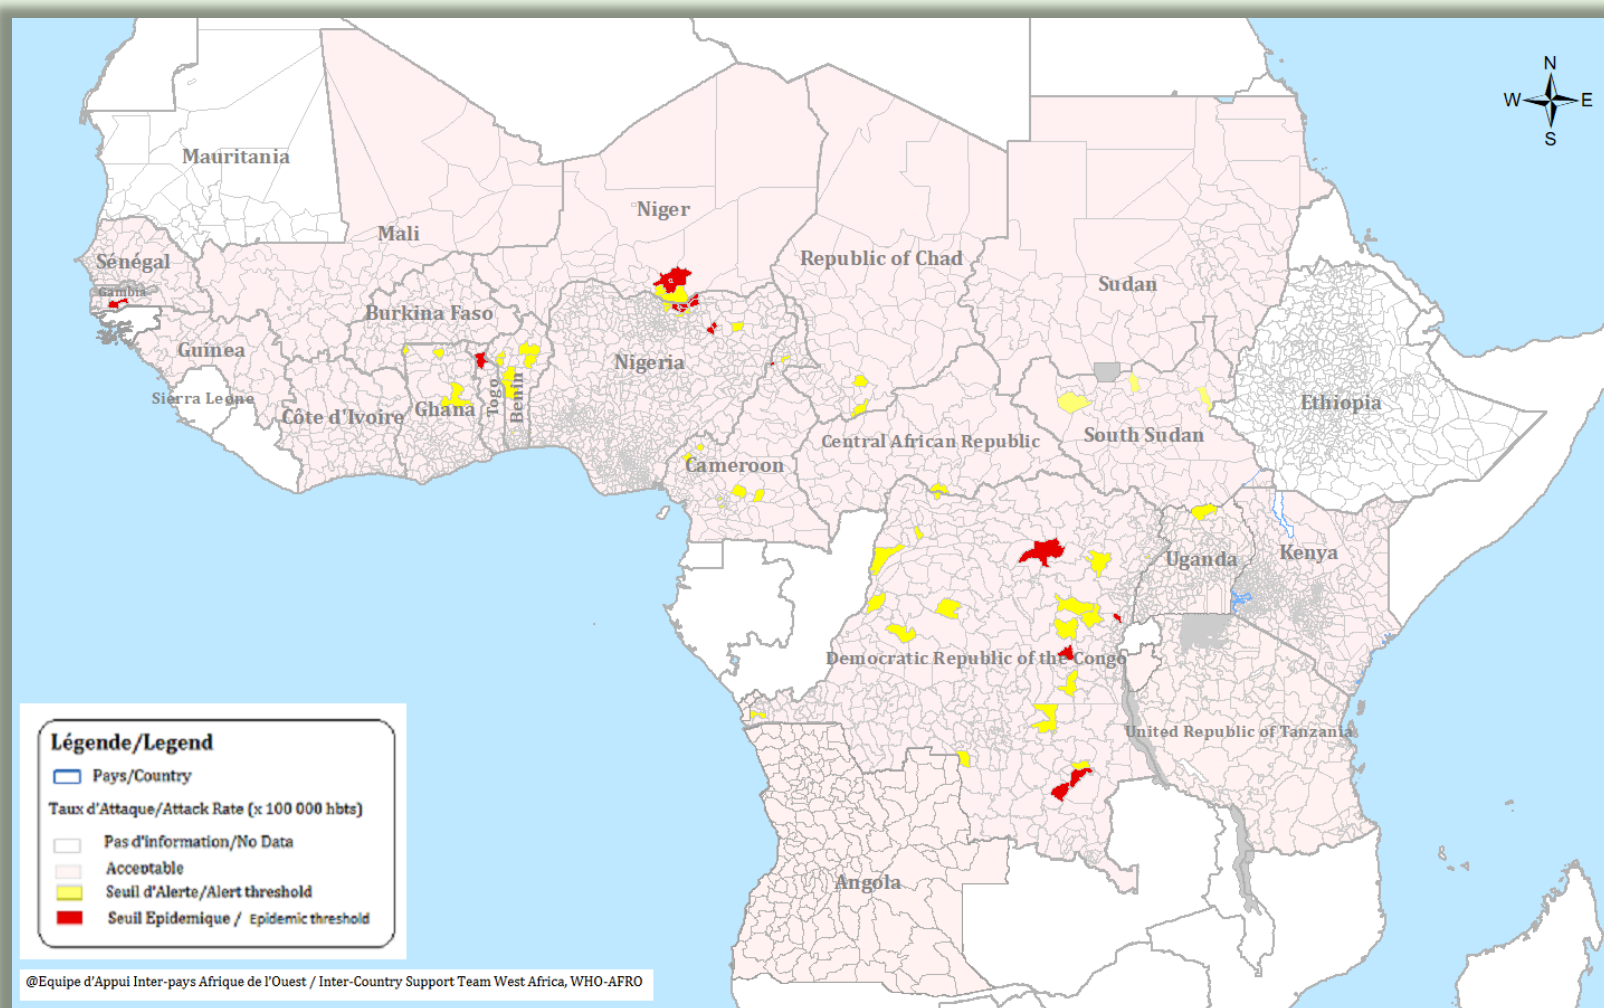 N
W E
S
Mauritania
Niger
Mali
Sénégal
Republic of Chad
Sudan
Gambia
Burkina Faso
Guinea
Nigeria
Sierra Leone
Togo
Benin
Ethiopia
Côte d'Ivoire
Ghana
South Sudan
Central African Republic
Cameroon
Uganda
Kenya
Democratic Republic of the Congo
United Republic of Tanzania
Angola
Légende/Legend
Pays/Country
Taux d'Attaque/Attack Rate (x 100 000 hbts)
Pas d'information/No Data
Acceptable
Seuil d'Alerte/Alert threshold
Seuil Epidemique / Epidemic threshold
@Equipe d'Appui Inter-pays Afrique de l'Ouest / Inter-Country Support Team West Africa, WHO-AFRO